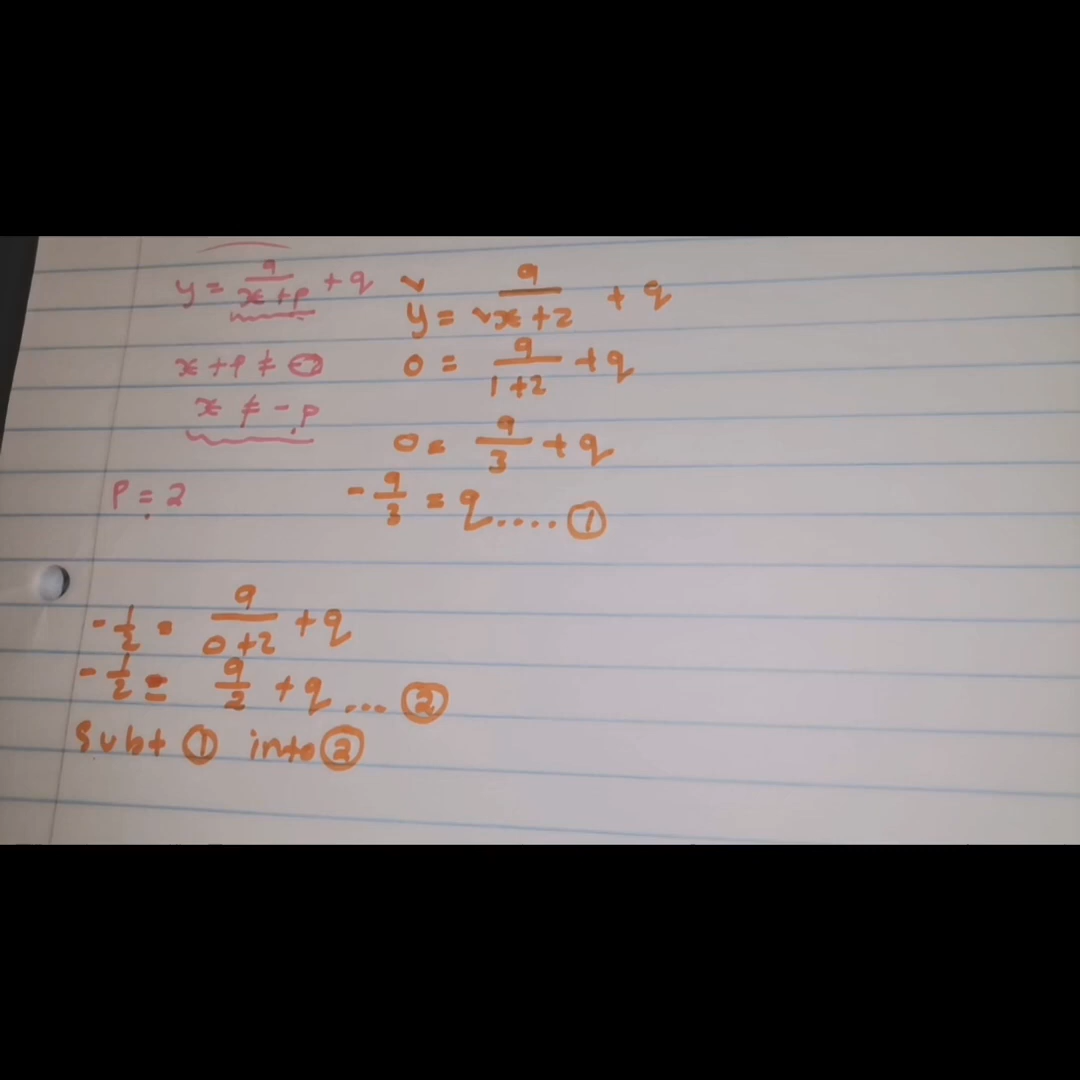 y = a/(x + p) + q
x + p ≠ 0
x ≠ - p
p = 2
y = a/(x + 2) + q
0 = a/(1 + 2) + q
0 = a/3 + q
- a/3 = q .... ①
- 1/2 = a/(0 + 2) + q
- 1/2 = a/2 + q ... ②
Subt ① into ②